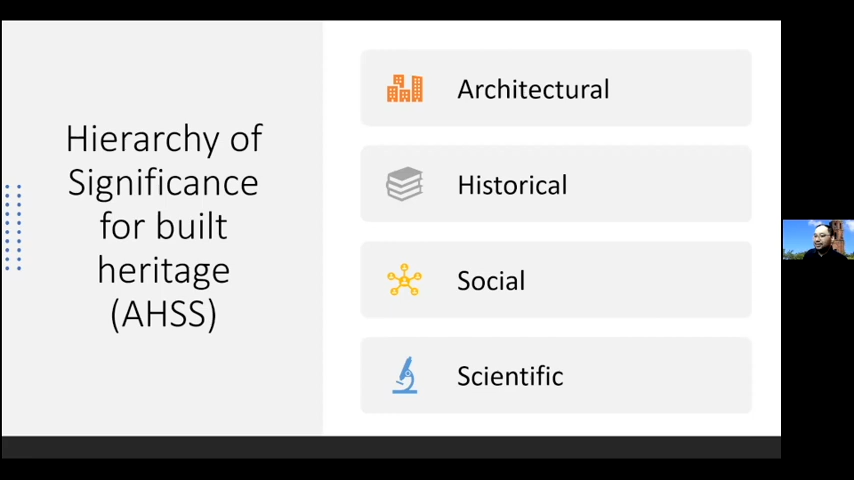 Hierarchy of
Significance
for built
heritage
(AHSS)
Architectural
Historical
Social
Scientific